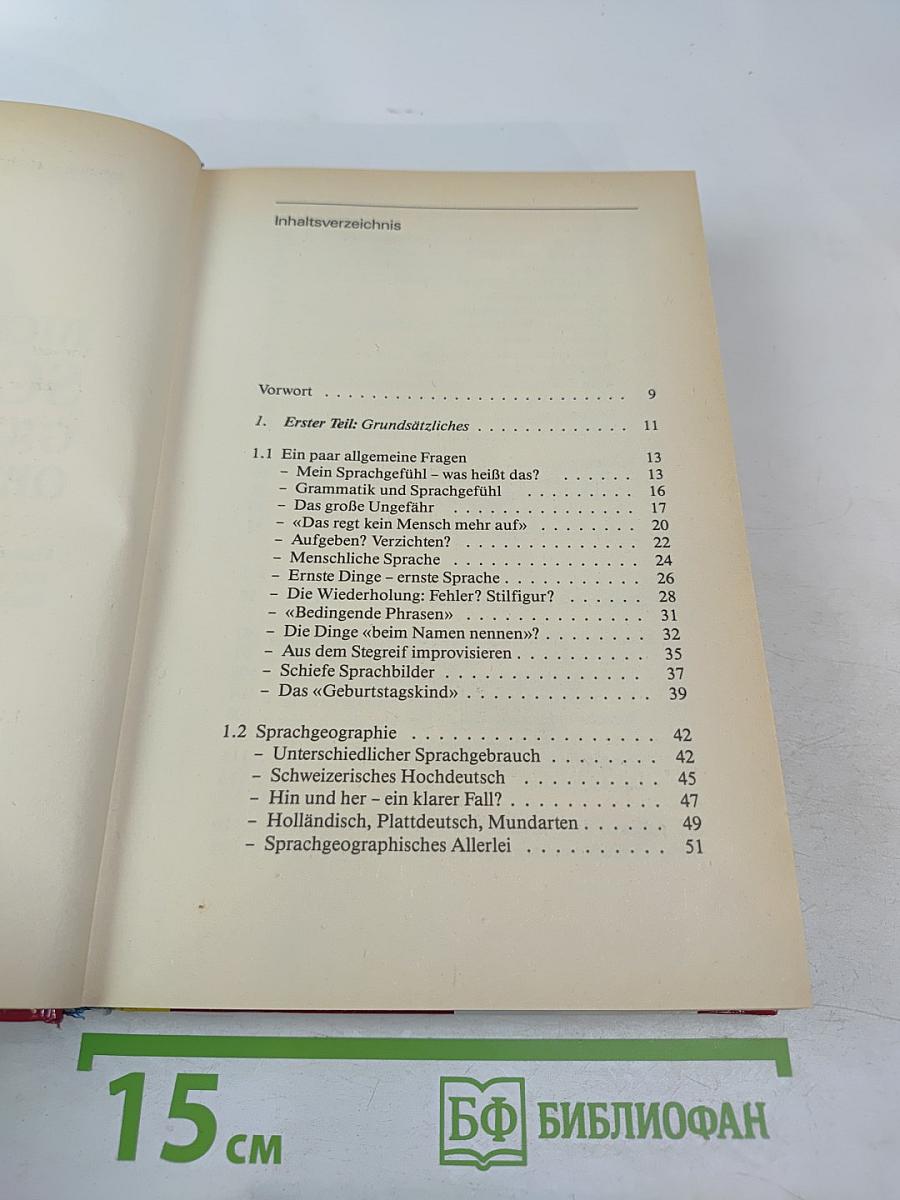 Inhaltsverzeichnis
Vorwort . . . . . . . . . . . . . . . . . . . . . . . . . . 9
1. Erster Teil: Grundsätzliches . . . . . . . . . . . . . 11
1.1 Ein paar allgemeine Fragen 13
– Mein Sprachgefühl – was heißt das? . . . . . . 13
– Grammatik und Sprachgefühl . . . . . . . . . 16
– Das große Ungefähr . . . . . . . . . . . . . . 17
– «Das regt kein Mensch mehr auf» . . . . . . . . 20
– Aufgeben? Verzichten? . . . . . . . . . . . . . 22
– Menschliche Sprache . . . . . . . . . . . . . . 24
– Ernste Dinge – ernste Sprache . . . . . . . . . . 26
– Die Wiederholung: Fehler? Stilfigur? . . . . . . 28
– «Bedingende Phrasen» . . . . . . . . . . . . . 31
– Die Dinge «beim Namen nennen»? . . . . . . . . 32
– Aus dem Stegreif improvisieren . . . . . . . . . . 35
– Schiefe Sprachbilder . . . . . . . . . . . . . . . 37
– Das «Geburtstagskind» . . . . . . . . . . . . . . 39
1.2 Sprachgeographie . . . . . . . . . . . . . . . . . . 42
– Unterschiedlicher Sprachgebrauch . . . . . . . . 42
– Schweizerisches Hochdeutsch . . . . . . . . . . 45
– Hin und her – ein klarer Fall? . . . . . . . . . . . 47
– Holländisch, Plattdeutsch, Mundarten . . . . . . 49
– Sprachgeographisches Allerlei . . . . . . . . . . 51
15 см
БФ БИБЛИОФАН